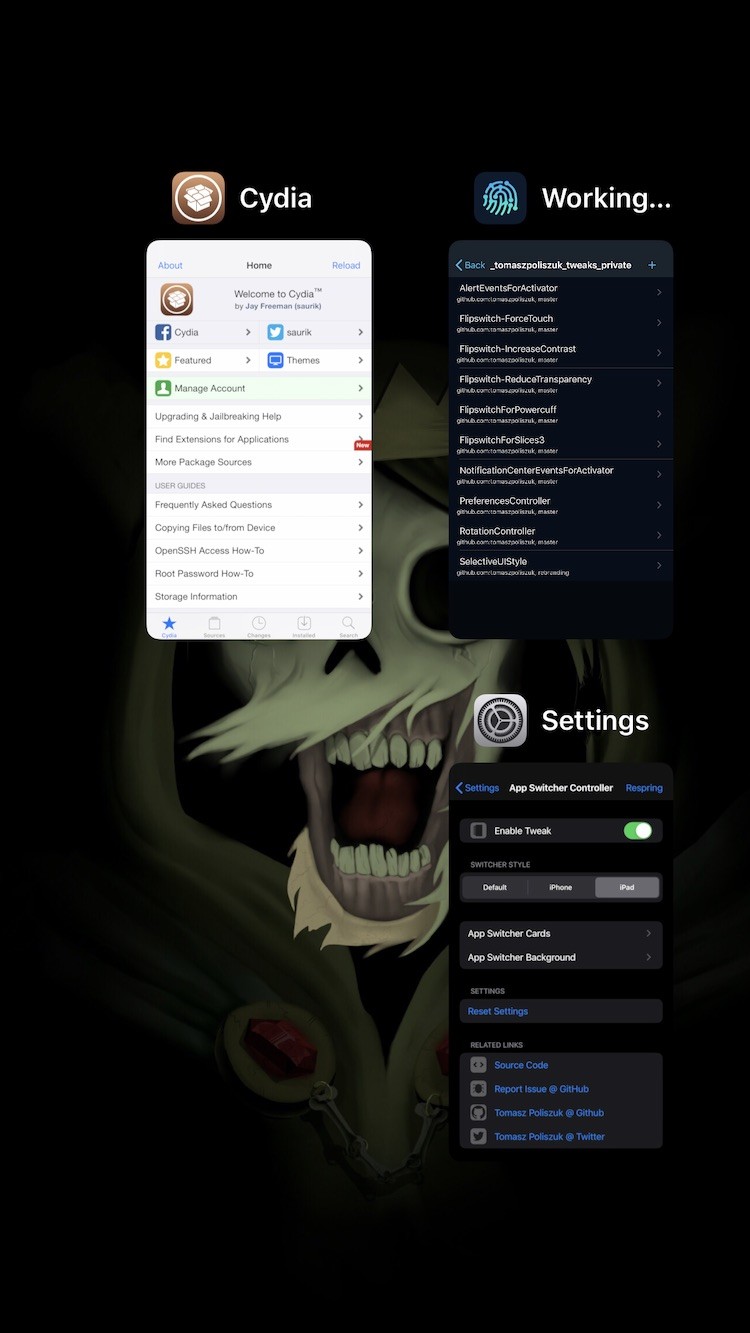 Cydia
About Home Reload
Welcome to Cydia™
by Jay Freeman (saurik)
Cydia
saurik
Featured
Themes
Manage Account
Upgrading & Jailbreaking Help
Find Extensions for Applications
New
More Package Sources
USER GUIDES
Frequently Asked Questions
Copying Files to/from Device
OpenSSH Access How-To
Root Password How-To
Storage Information
Cydia Sources Changes Installed Search
Working...
Back _tomaszpoliszuk_tweaks_private +
AlertEventsForActivator
github.com:tomaszpoliszuk, master
Flipswitch-ForceTouch
github.com:tomaszpoliszuk, master
Flipswitch-IncreaseContrast
github.com:tomaszpoliszuk, master
Flipswitch-ReduceTransparency
github.com:tomaszpoliszuk, master
FlipswitchForPowercuff
github.com:tomaszpoliszuk, master
FlipswitchForSlices3
github.com:tomaszpoliszuk, master
NotificationCenterEventsForActivator
github.com:tomaszpoliszuk, master
PreferencesController
github.com:tomaszpoliszuk, master
RotationController
github.com:tomaszpoliszuk, master
SelectiveUIStyle
github.com:tomaszpoliszuk, rebranding
Settings
Settings App Switcher Controller Respring
Enable Tweak
SWITCHER STYLE
Default iPhone iPad
App Switcher Cards
App Switcher Background
SETTINGS
Reset Settings
RELATED LINKS
Source Code
Report Issue @ GitHub
Tomasz Poliszuk @ Github
Tomasz Poliszuk @ Twitter